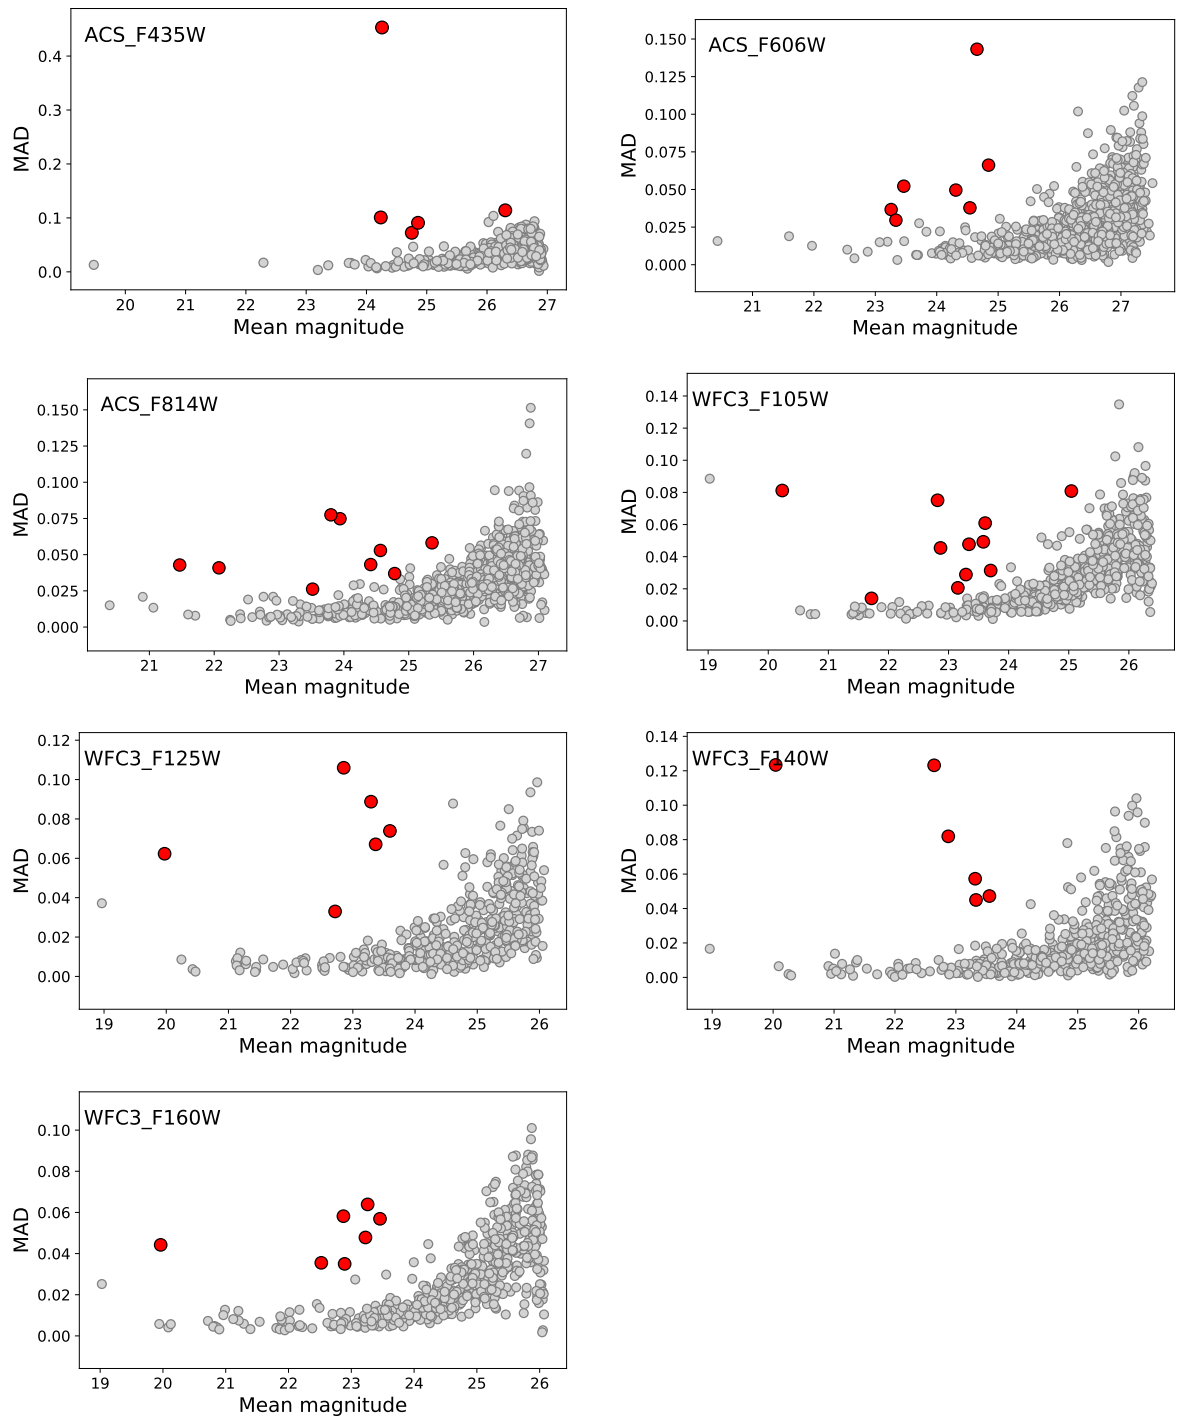 ACS_F435W
0.4
0.3
0.2
0.1
0.0
MAD
20 21 22 23 24 25 26 27
Mean magnitude
ACS_F606W
0.150
0.125
0.100
0.075
0.050
0.025
0.000
MAD
21 22 23 24 25 26 27
Mean magnitude
ACS_F814W
0.150
0.125
0.100
0.075
0.050
0.025
0.000
MAD
21 22 23 24 25 26 27
Mean magnitude
WFC3_F105W
0.14
0.12
0.10
0.08
0.06
0.04
0.02
0.00
MAD
19 20 21 22 23 24 25 26
Mean magnitude
WFC3_F125W
0.12
0.10
0.08
0.06
0.04
0.02
0.00
MAD
19 20 21 22 23 24 25 26
Mean magnitude
WFC3_F140W
0.14
0.12
0.10
0.08
0.06
0.04
0.02
0.00
MAD
19 20 21 22 23 24 25 26
Mean magnitude
WFC3_F160W
0.10
0.08
0.06
0.04
0.02
0.00
MAD
19 20 21 22 23 24 25 26
Mean magnitude